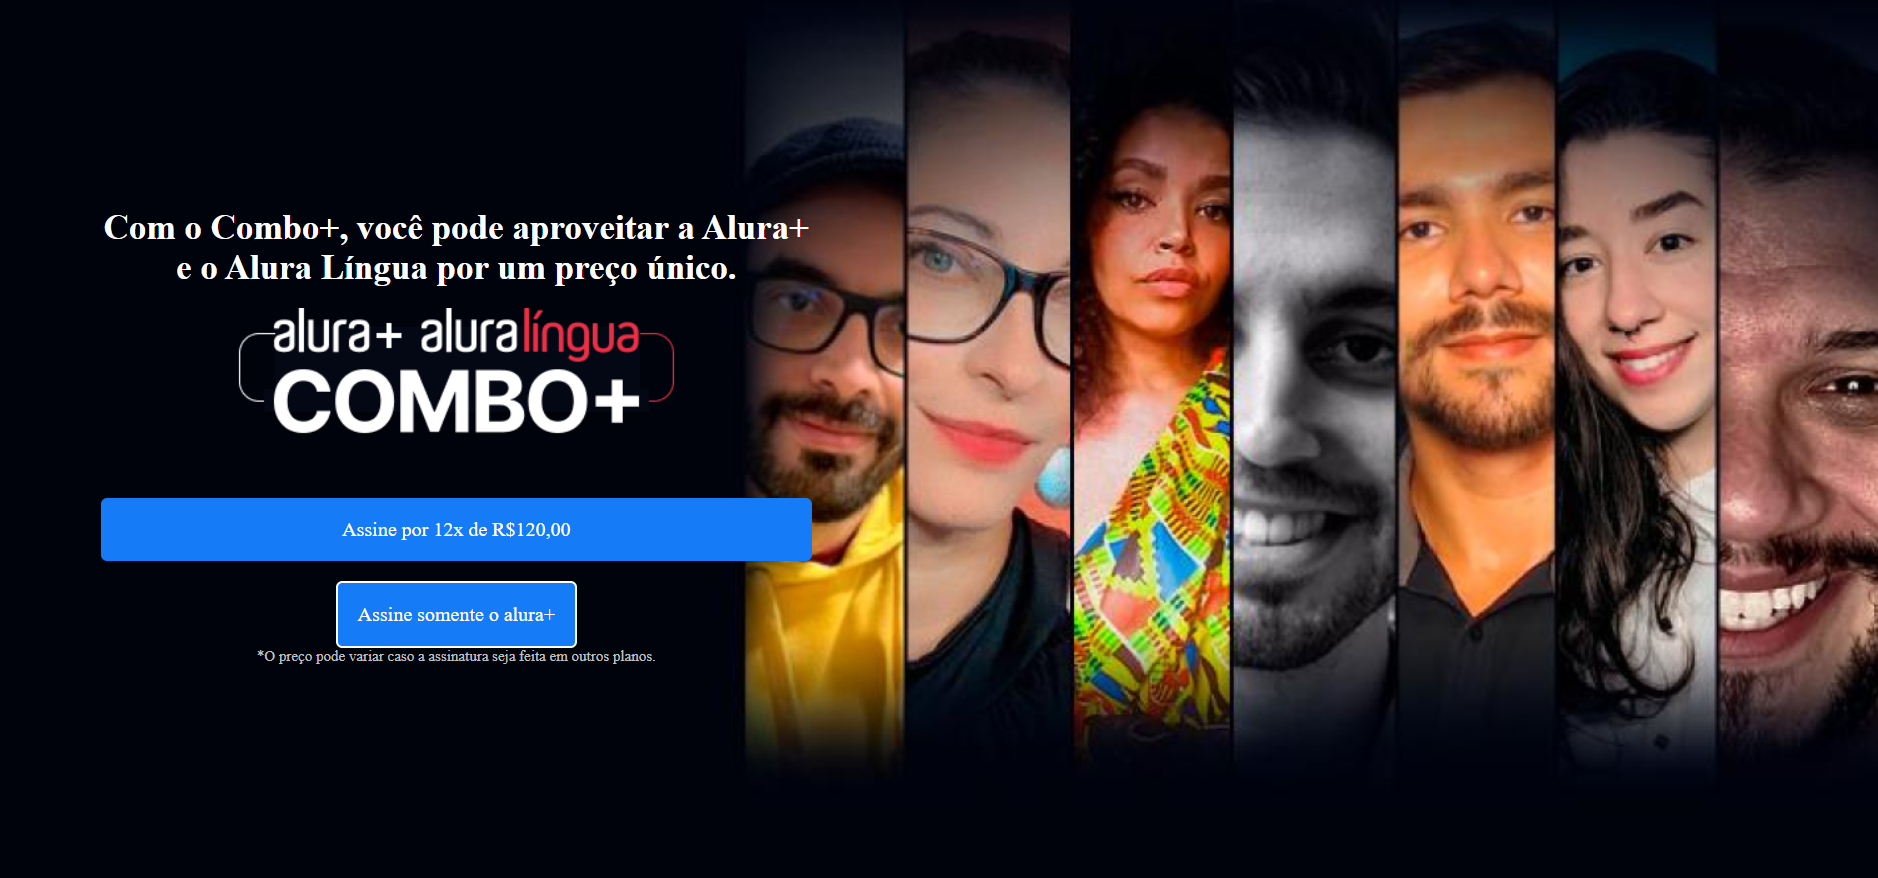 Com o Combo+, você pode aproveitar a Alura+
e o Alura Língua por um preço único.
alura+ aluralíngua
COMBO+
Assine por 12x de R$120,00
Assine somente o alura+
*O preço pode variar caso a assinatura seja feita em outros planos.